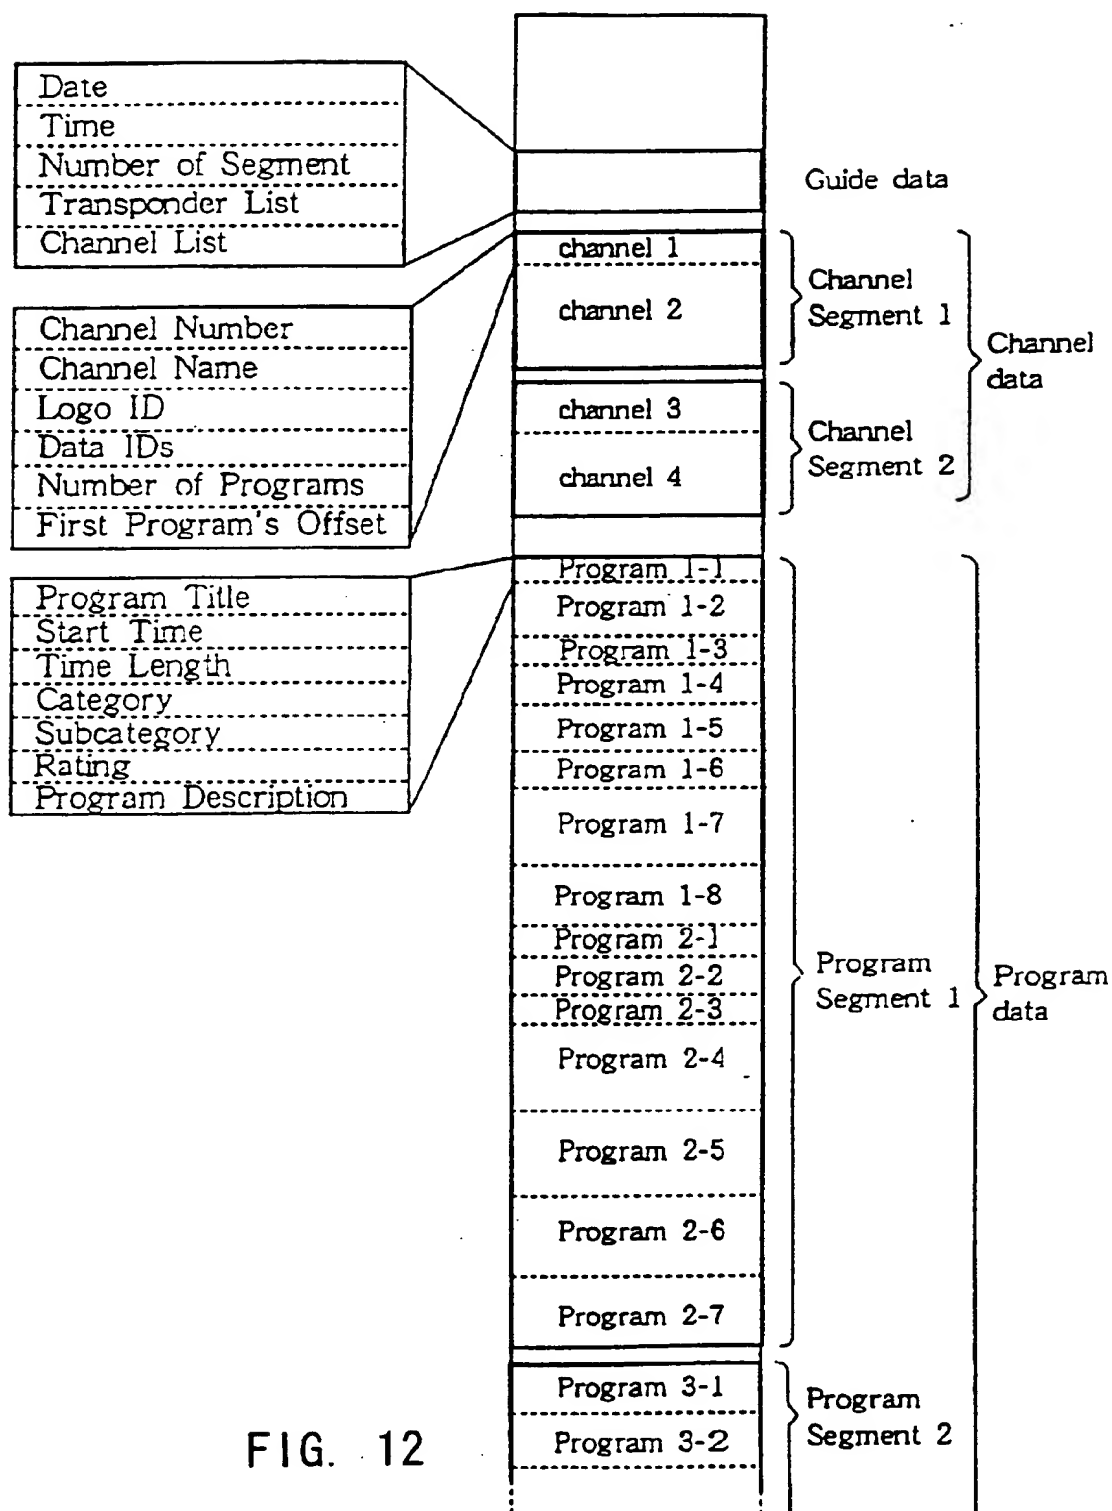 Date
Time
Number of Segment
Transponder List
Channel List
Guide data
channel 1
channel 2
Channel
Segment 1
Channel Number
Channel Name
Logo ID
Data IDs
Number of Programs
First Program's Offset
channel 3
channel 4
Channel
Segment 2
Channel
data
Program Title
Start Time
Time Length
Category
Subcategory
Rating
Program Description
Program 1-1
Program 1-2
Program 1-3
Program 1-4
Program 1-5
Program 1-6
Program 1-7
Program 1-8
Program 2-1
Program 2-2
Program 2-3
Program 2-4
Program 2-5
Program 2-6
Program 2-7
Program
Segment 1
Program
data
Program 3-1
Program 3-2
Program
Segment 2
FIG. 12